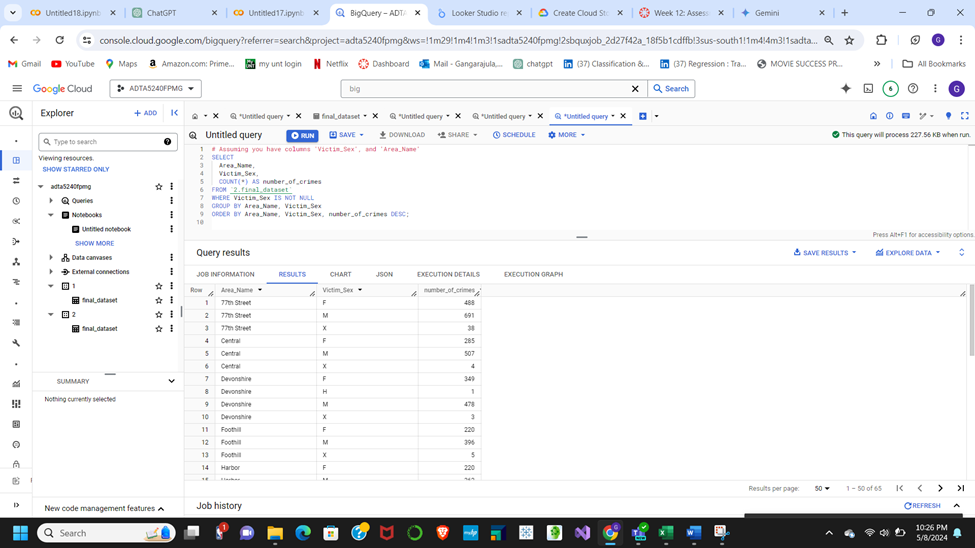 Untitled18.ipynb
ChatGPT
Untitled17.ipynb
BigQuery – ADTA
Looker Studio re
Create Cloud Sto
Week 12: Assess
Gemini
console.cloud.google.com/bigquery?referrer=search&project=adta5240fpmg&ws=!1m29!1m4!1m3!1sadta5240fpmg!2sbquxjob_2d27f42a_18f5b1cdffb!3sus-south1!1m4!4m3!1sadta...
Gmail
YouTube
Maps
Amazon.com: Prime...
my unt login
Netflix
Dashboard
Mail - Gangarajula,...
chatgpt
(37) Classification &...
(37) Regression : Tra...
MOVIE SUCCESS PR...
All Bookmarks
Google Cloud
ADTA5240FPMG
big
Search
6
G
Explorer
+ ADD
*Untitled query
final_dataset
*Untitled query
*Untitled query
*Untitled query
Type to search
Viewing resources.
SHOW STARRED ONLY
adta5240fpmg
Queries
Notebooks
Untitled notebook
SHOW MORE
Data canvases
External connections
1
final_dataset
2
final_dataset
SUMMARY
Nothing currently selected
New code management features
Untitled query
RUN
SAVE
DOWNLOAD
SHARE
SCHEDULE
MORE
This query will process 227.56 KB when run.
1 # Assuming you have columns `Victim_Sex`, and `Area_Name`
2 SELECT
3 Area_Name,
4 Victim_Sex,
5 COUNT(*) AS number_of_crimes
6 FROM `2.final_dataset`
7 WHERE Victim_Sex IS NOT NULL
8 GROUP BY Area_Name, Victim_Sex
9 ORDER BY Area_Name, Victim_Sex, number_of_crimes DESC;
10
Press Alt+F1 for accessibility options.
Query results
SAVE RESULTS
EXPLORE DATA
JOB INFORMATION
RESULTS
CHART
JSON
EXECUTION DETAILS
EXECUTION GRAPH
Row Area_Name Victim_Sex number_of_crimes
1 77th Street F 488
2 77th Street M 691
3 77th Street X 38
4 Central F 285
5 Central M 507
6 Central X 4
7 Devonshire F 349
8 Devonshire H 1
9 Devonshire M 478
10 Devonshire X 3
11 Foothill F 220
12 Foothill M 396
13 Foothill X 5
14 Harbor F 220
Results per page: 50 1 – 50 of 65
Job history
REFRESH
Search
10:26 PM
5/8/2024